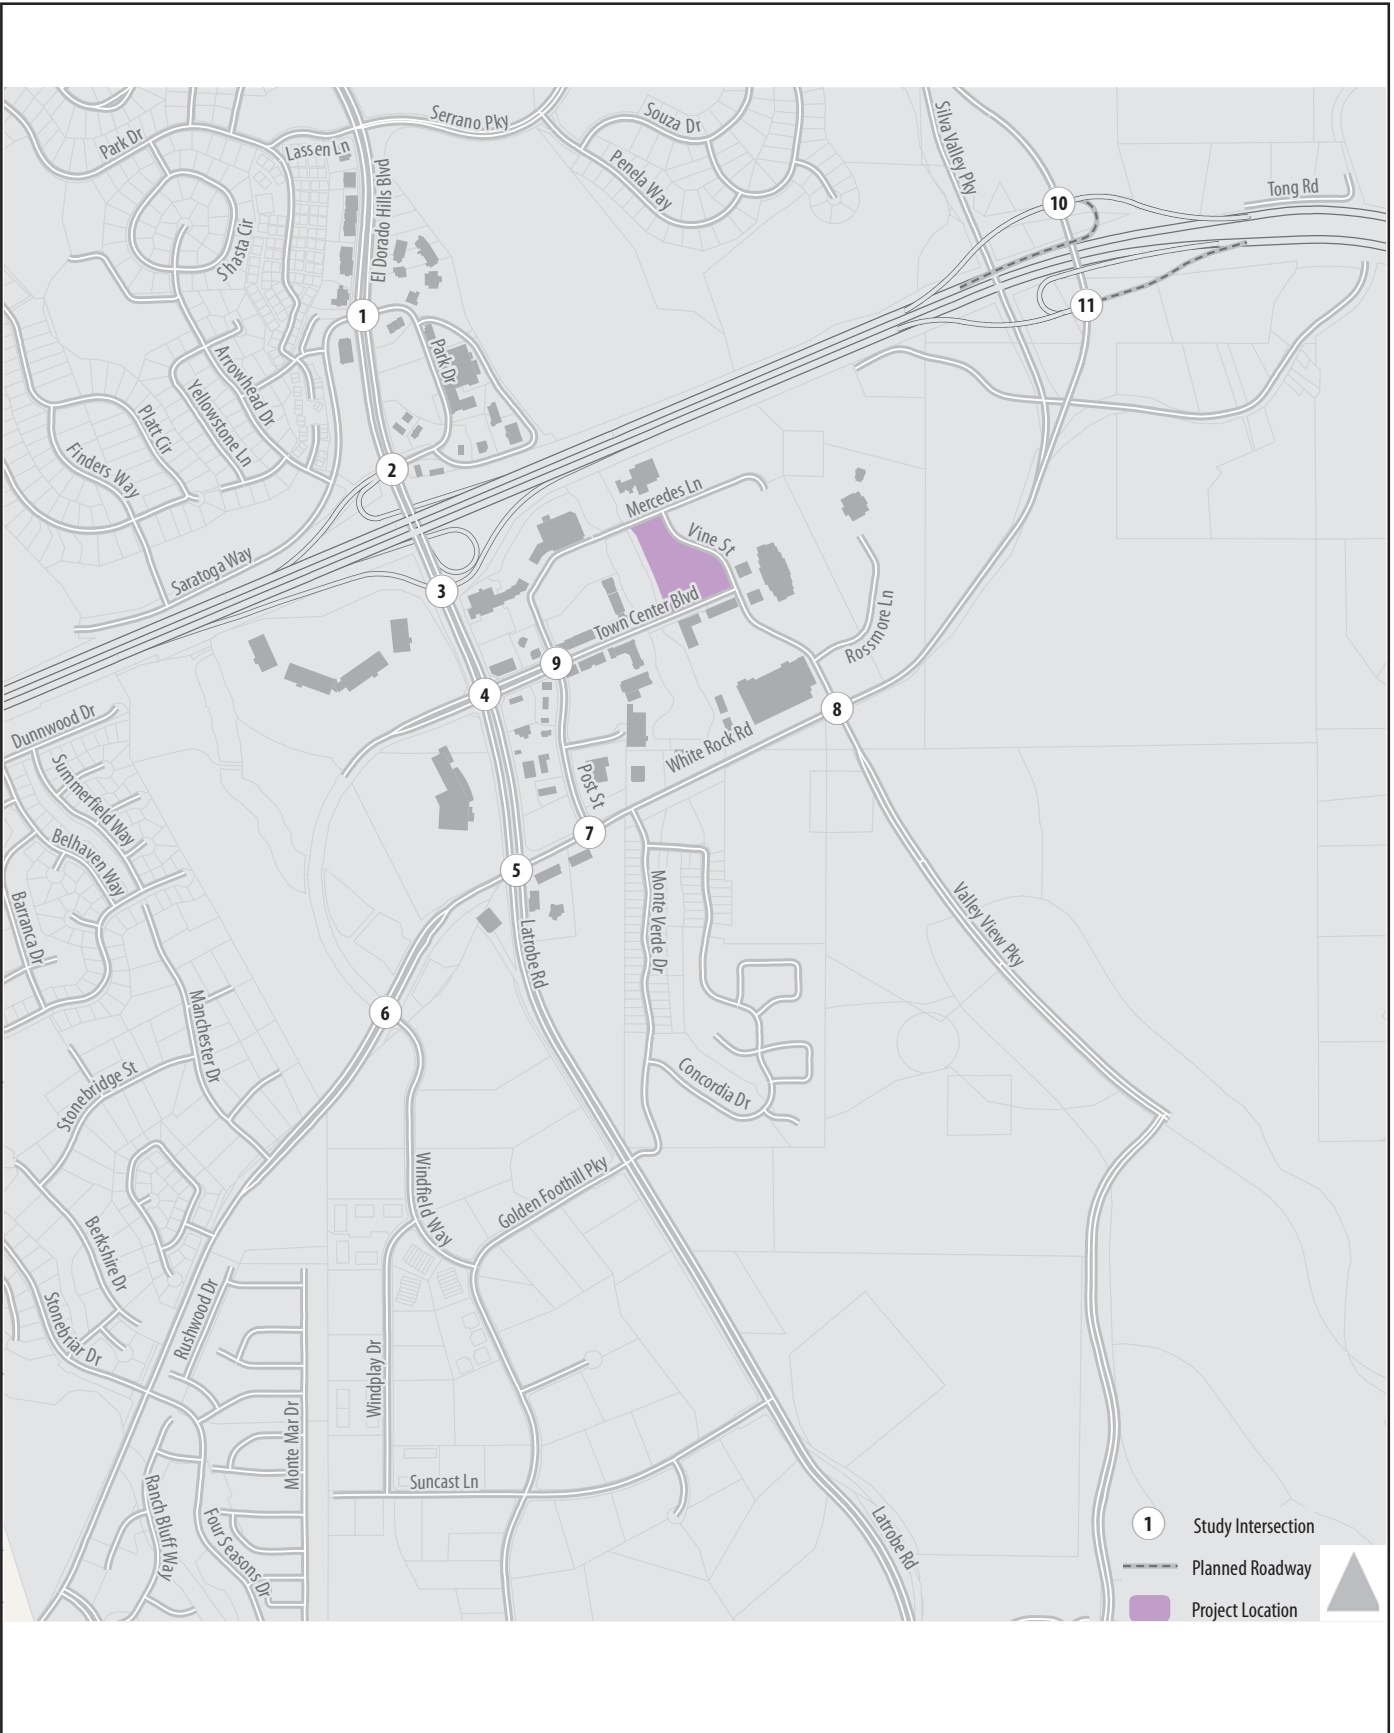 Serrano Pky
Souza Dr
Silva Valley Pky
Park Dr
Lassen Ln
El Dorado Hills Blvd
Penela Way
Tong Rd
10
Shasta Cir
11
1
Park Dr
Arrowhead Dr
Yellowstone Ln
Platt Cir
Finders Way
2
Mercedes Ln
Vine St
Saratoga Way
3
Town Center Blvd
Rossmore Ln
9
4
8
Dunnwood Dr
White Rock Rd
Summerfield Way
Post St
7
Belhaven Way
5
Barranca Dr
Monte Verde Dr
Valley View Pky
Latrobe Rd
6
Manchester Dr
Stonebridge St
Concordia Dr
Windfield Way
Golden Foothill Pky
Berkshire Dr
Stonebriar Dr
Rushwood Dr
Windplay Dr
Monte Mar Dr
Suncast Ln
Ranch Bluff Way
Four Seasons Dr
Latrobe Rd
1
Study Intersection
Planned Roadway
Project Location